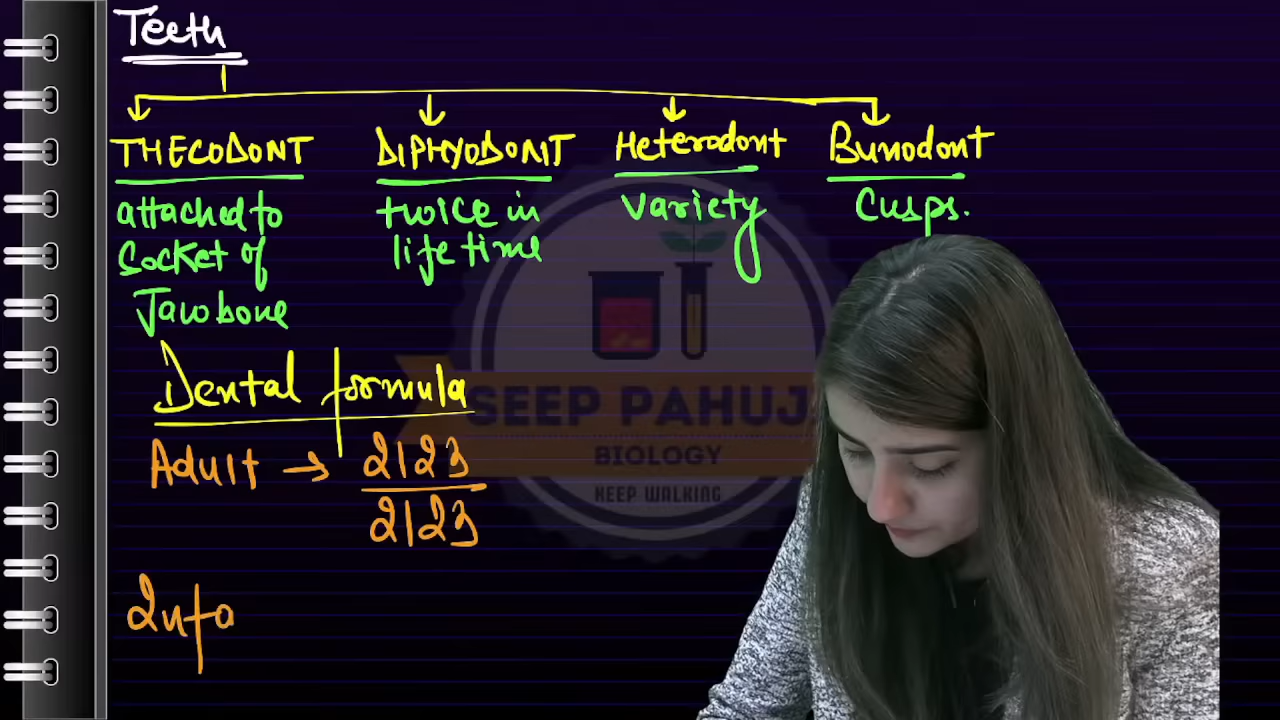 Teeth
THECODONT DIPHYODONT Heterodont Bunodont
attached to twice in variety cusps.
socket of life time
Jawbone
Dental formula
SEEP PAHUJ
Adult → 2123
2123
BIOLOGY
KEEP WALKING
Infa